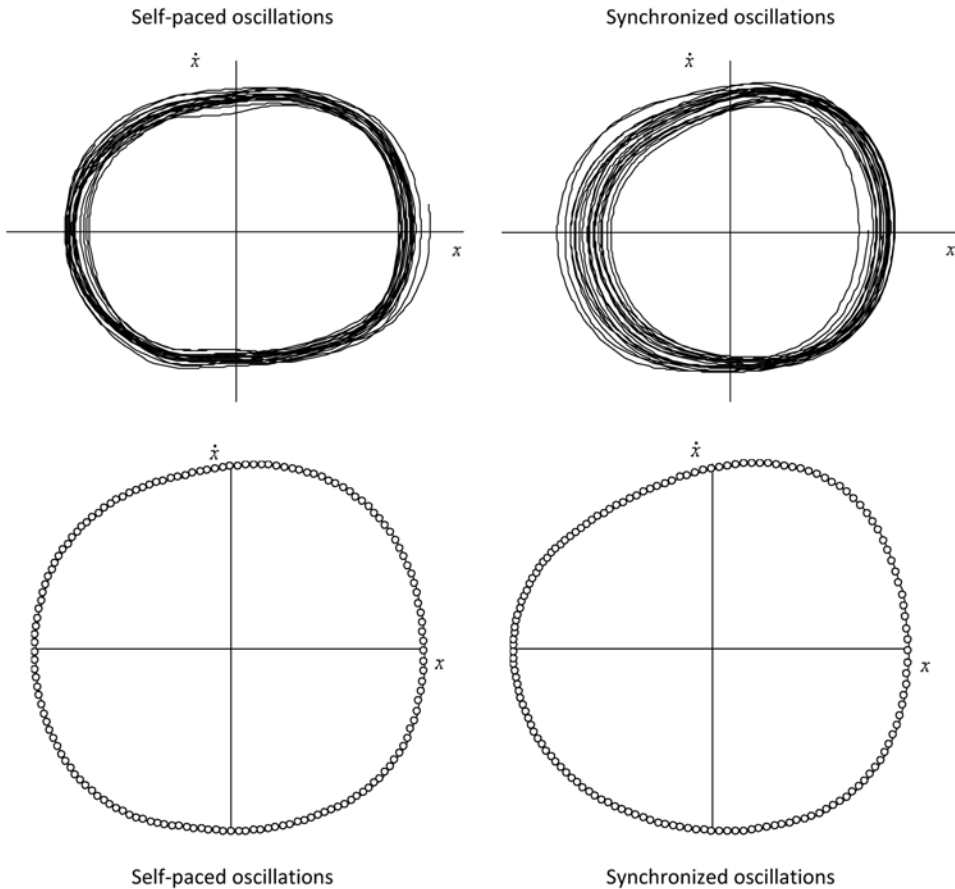 Self-paced oscillations
Synchronized oscillations
ẋ
ẋ
x
x
ẋ
ẋ
x
x
Self-paced oscillations
Synchronized oscillations